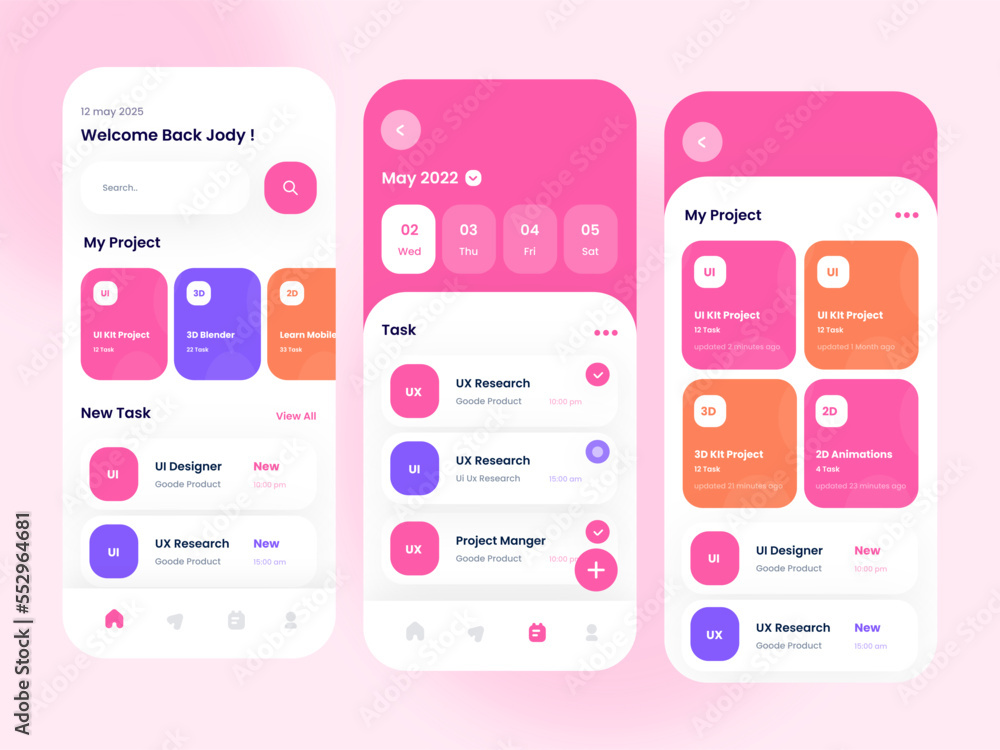 12 may 2025
Welcome Back Jody !
Search..
My Project
UI
UI KIt Project
12 Task
3D
3D Blender
22 Task
2D
Learn Mobile
33 Task
New Task
View All
UI
UI Designer
Goode Product
New
10:00 pm
UI
UX Research
Goode Product
New
15:00 am
May 2022
02
Wed
03
Thu
04
Fri
05
Sat
Task
UX
UX Research
Goode Product
10:00 pm
UI
UX Research
Ui Ux Research
15:00 am
UX
Project Manger
Goode Product
10:00 pm
My Project
UI
UI KIt Project
12 Task
updated 2 minutes ago
UI
UI KIt Project
12 Task
updated 1 Month ago
3D
3D KIt Project
12 Task
updated 21 minutes ago
2D
2D Animations
4 Task
updated 23 minutes ago
UI
UI Designer
Goode Product
New
10:00 pm
UX
UX Research
Goode Product
New
15:00 am
Adobe Stock | #552964681
Adobe Stock